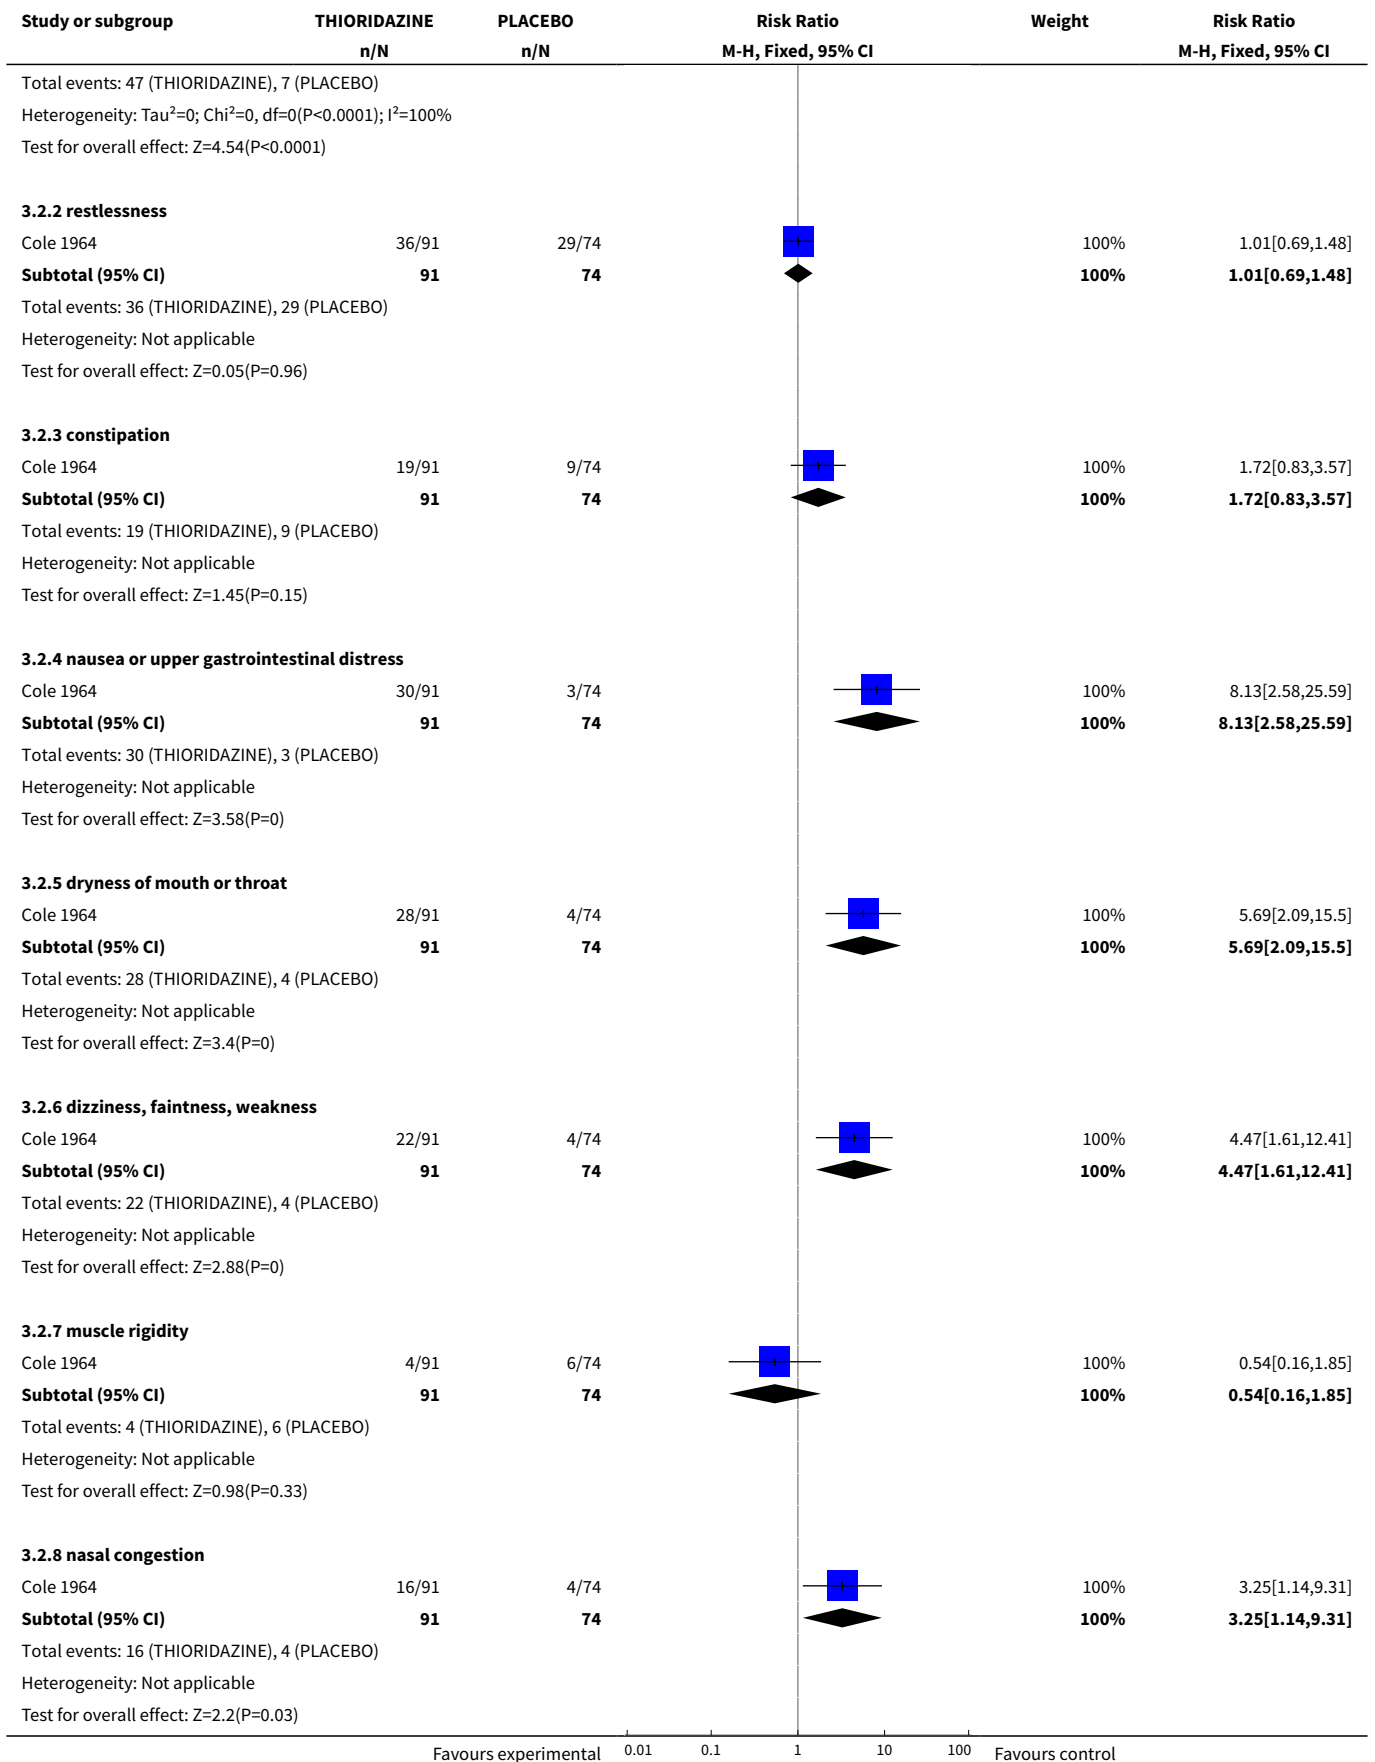 Study or subgroup THIORIDAZINE PLACEBO Risk Ratio Weight Risk Ratio
n/N n/N M-H, Fixed, 95% CI M-H, Fixed, 95% CI
Total events: 47 (THIORIDAZINE), 7 (PLACEBO)
Heterogeneity: Tau²=0; Chi²=0, df=0(P<0.0001); I²=100%
Test for overall effect: Z=4.54(P<0.0001)
3.2.2 restlessness
Cole 1964 36/91 29/74 100% 1.01[0.69,1.48]
Subtotal (95% CI) 91 74 100% 1.01[0.69,1.48]
Total events: 36 (THIORIDAZINE), 29 (PLACEBO)
Heterogeneity: Not applicable
Test for overall effect: Z=0.05(P=0.96)
3.2.3 constipation
Cole 1964 19/91 9/74 100% 1.72[0.83,3.57]
Subtotal (95% CI) 91 74 100% 1.72[0.83,3.57]
Total events: 19 (THIORIDAZINE), 9 (PLACEBO)
Heterogeneity: Not applicable
Test for overall effect: Z=1.45(P=0.15)
3.2.4 nausea or upper gastrointestinal distress
Cole 1964 30/91 3/74 100% 8.13[2.58,25.59]
Subtotal (95% CI) 91 74 100% 8.13[2.58,25.59]
Total events: 30 (THIORIDAZINE), 3 (PLACEBO)
Heterogeneity: Not applicable
Test for overall effect: Z=3.58(P=0)
3.2.5 dryness of mouth or throat
Cole 1964 28/91 4/74 100% 5.69[2.09,15.5]
Subtotal (95% CI) 91 74 100% 5.69[2.09,15.5]
Total events: 28 (THIORIDAZINE), 4 (PLACEBO)
Heterogeneity: Not applicable
Test for overall effect: Z=3.4(P=0)
3.2.6 dizziness, faintness, weakness
Cole 1964 22/91 4/74 100% 4.47[1.61,12.41]
Subtotal (95% CI) 91 74 100% 4.47[1.61,12.41]
Total events: 22 (THIORIDAZINE), 4 (PLACEBO)
Heterogeneity: Not applicable
Test for overall effect: Z=2.88(P=0)
3.2.7 muscle rigidity
Cole 1964 4/91 6/74 100% 0.54[0.16,1.85]
Subtotal (95% CI) 91 74 100% 0.54[0.16,1.85]
Total events: 4 (THIORIDAZINE), 6 (PLACEBO)
Heterogeneity: Not applicable
Test for overall effect: Z=0.98(P=0.33)
3.2.8 nasal congestion
Cole 1964 16/91 4/74 100% 3.25[1.14,9.31]
Subtotal (95% CI) 91 74 100% 3.25[1.14,9.31]
Total events: 16 (THIORIDAZINE), 4 (PLACEBO)
Heterogeneity: Not applicable
Test for overall effect: Z=2.2(P=0.03)
Favours experimental 0.01 0.1 1 10 100 Favours control